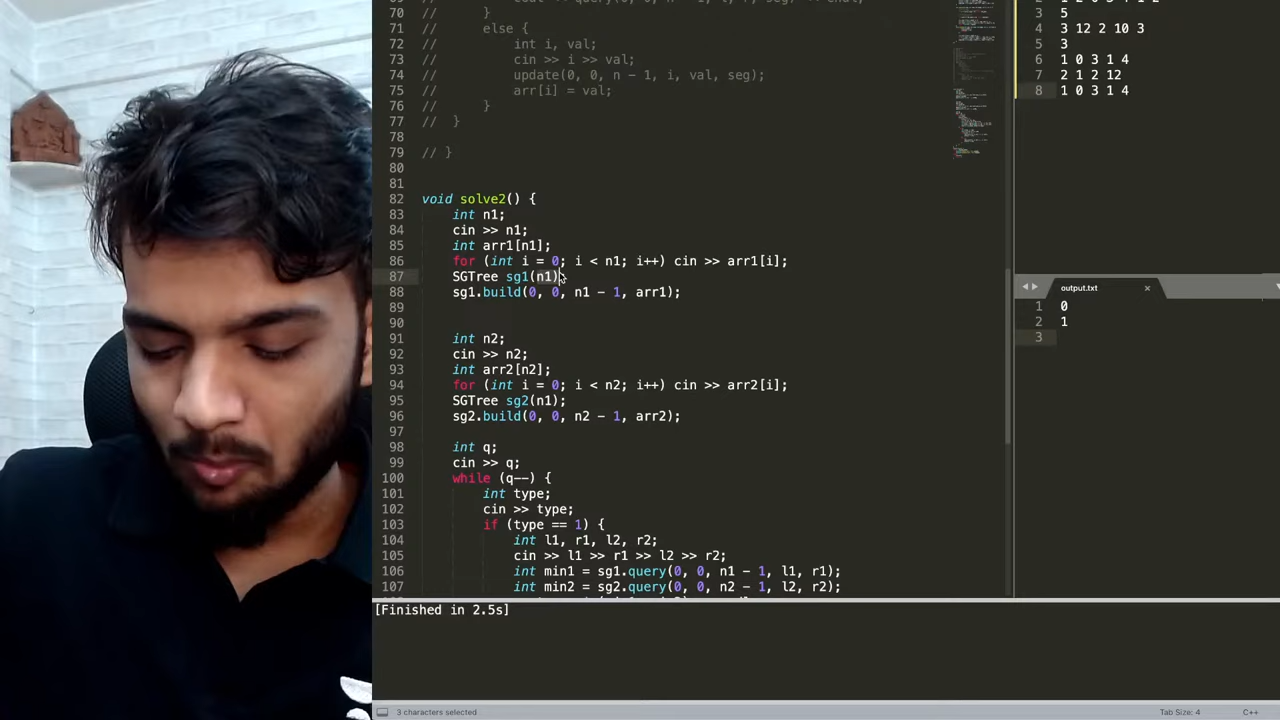 70 // }
71 // else {
72 // int i, val;
73 // cin >> i >> val;
74 // update(0, 0, n - 1, i, val, seg);
75 // arr[i] = val;
76 // }
77 // }
78
79 // }
80
81
82 void solve2() {
83 int n1;
84 cin >> n1;
85 int arr1[n1];
86 for (int i = 0; i < n1; i++) cin >> arr1[i];
87 SGTree sg1(n1);
88 sg1.build(0, 0, n1 - 1, arr1);
89
90
91 int n2;
92 cin >> n2;
93 int arr2[n2];
94 for (int i = 0; i < n2; i++) cin >> arr2[i];
95 SGTree sg2(n1);
96 sg2.build(0, 0, n2 - 1, arr2);
97
98 int q;
99 cin >> q;
100 while (q--) {
101 int type;
102 cin >> type;
103 if (type == 1) {
104 int l1, r1, l2, r2;
105 cin >> l1 >> r1 >> l2 >> r2;
106 int min1 = sg1.query(0, 0, n1 - 1, l1, r1);
107 int min2 = sg2.query(0, 0, n2 - 1, l2, r2);
3 5
4 3 12 2 10 3
5 3
6 1 0 3 1 4
7 2 1 2 12
8 1 0 3 1 4
output.txt ×
1 0
2 1
3
[Finished in 2.5s]
3 characters selected
Tab Size: 4
C++